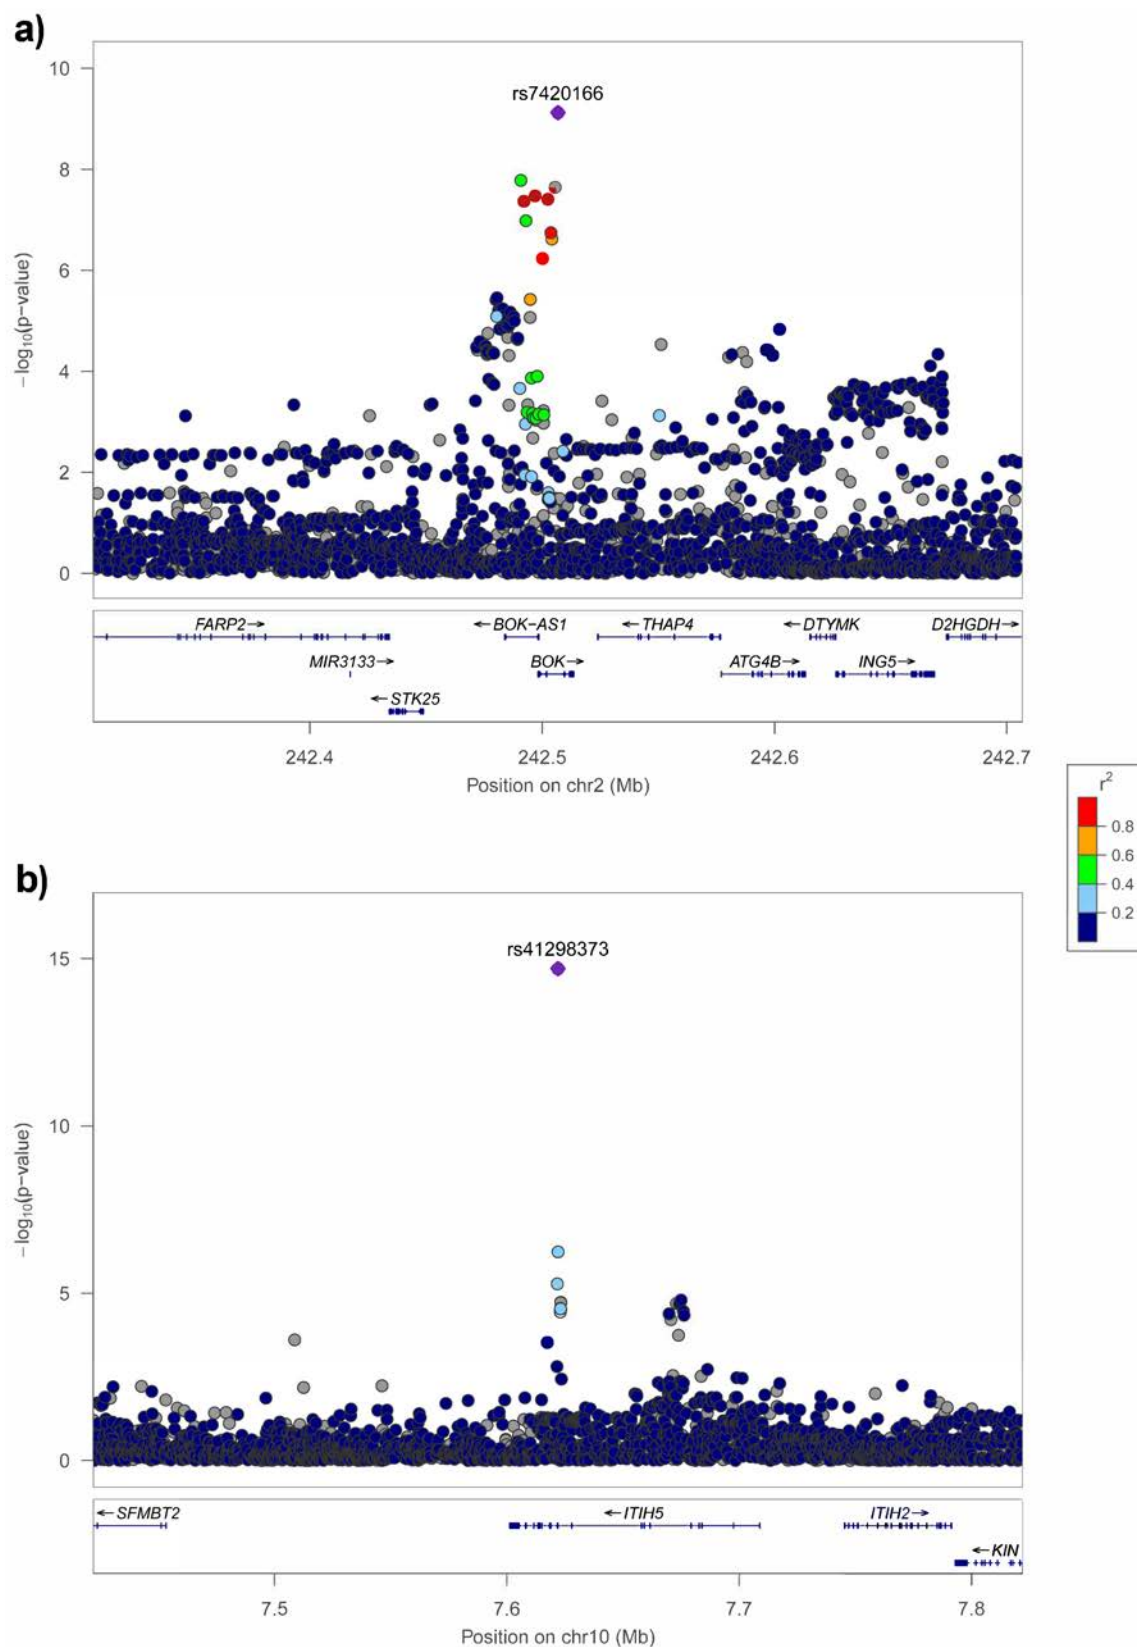 a)
10
8
6
4
2
0
−log10(p−value)
rs7420166
FARP2→
←BOK−AS1
←THAP4
←DTYMK
D2HGDH→
MIR3133→
BOK→
ATG4B→
ING5→
←STK25
242.4
242.5
242.6
242.7
Position on chr2 (Mb)
r2
0.8
0.6
0.4
0.2
b)
15
10
5
0
−log10(p−value)
rs41298373
←SFMBT2
←ITIH5
ITIH2→
←KIN
7.5
7.6
7.7
7.8
Position on chr10 (Mb)